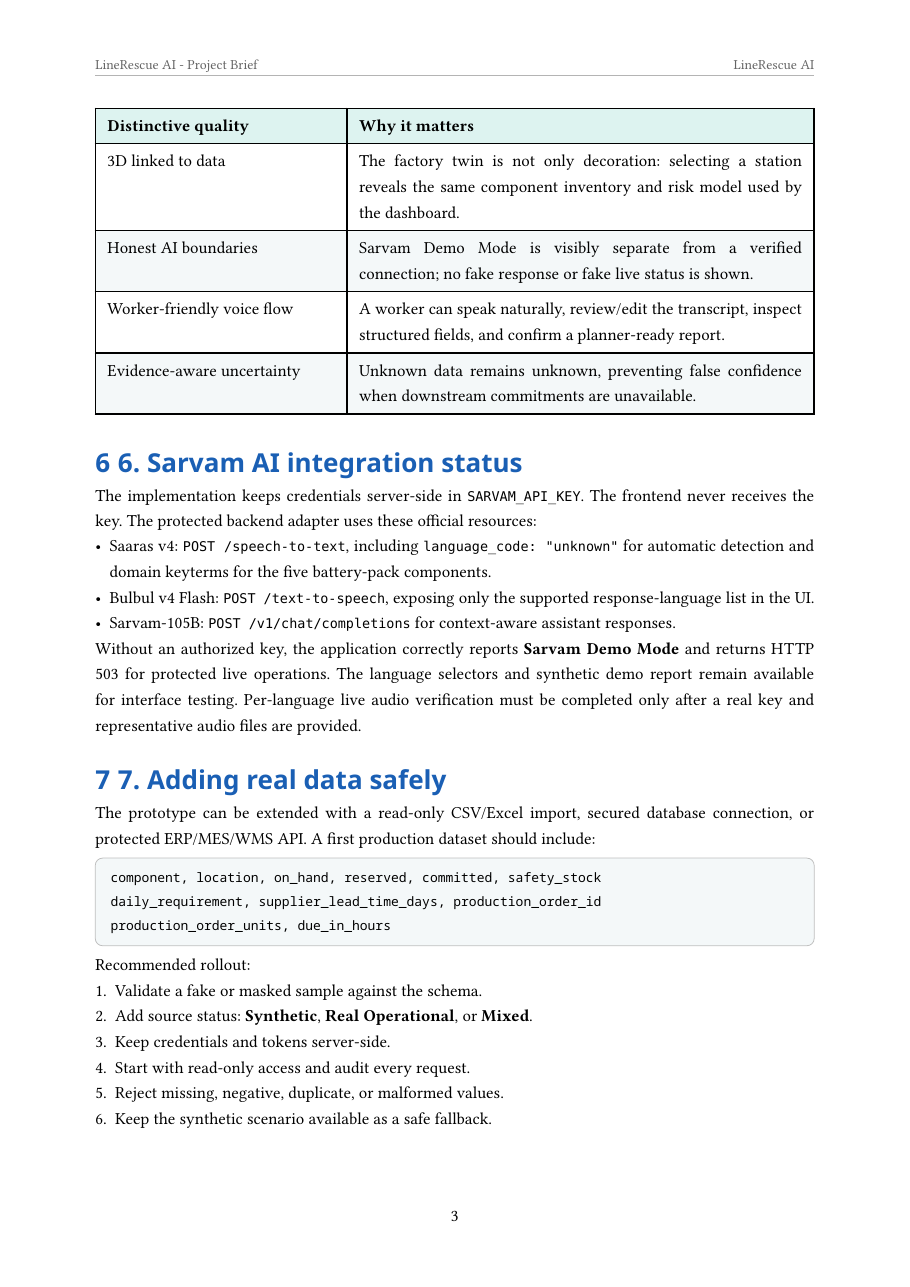 LineRescue AI - Project Brief LineRescue AI
Distinctive quality Why it matters
3D linked to data The factory twin is not only decoration: selecting a station
reveals the same component inventory and risk model used by
the dashboard.
Honest AI boundaries Sarvam Demo Mode is visibly separate from a verified
connection; no fake response or fake live status is shown.
Worker-friendly voice flow A worker can speak naturally, review/edit the transcript, inspect
structured fields, and confirm a planner-ready report.
Evidence-aware uncertainty Unknown data remains unknown, preventing false confidence
when downstream commitments are unavailable.
6 6. Sarvam AI integration status
The implementation keeps credentials server-side in SARVAM_API_KEY. The frontend never receives the
key. The protected backend adapter uses these official resources:
• Saaras v4: POST /speech-to-text, including language_code: "unknown" for automatic detection and
domain keyterms for the five battery-pack components.
• Bulbul v4 Flash: POST /text-to-speech, exposing only the supported response-language list in the UI.
• Sarvam-105B: POST /v1/chat/completions for context-aware assistant responses.
Without an authorized key, the application correctly reports Sarvam Demo Mode and returns HTTP
503 for protected live operations. The language selectors and synthetic demo report remain available
for interface testing. Per-language live audio verification must be completed only after a real key and
representative audio files are provided.
7 7. Adding real data safely
The prototype can be extended with a read-only CSV/Excel import, secured database connection, or
protected ERP/MES/WMS API. A first production dataset should include:
component, location, on_hand, reserved, committed, safety_stock
daily_requirement, supplier_lead_time_days, production_order_id
production_order_units, due_in_hours
Recommended rollout:
1. Validate a fake or masked sample against the schema.
2. Add source status: Synthetic, Real Operational, or Mixed.
3. Keep credentials and tokens server-side.
4. Start with read-only access and audit every request.
5. Reject missing, negative, duplicate, or malformed values.
6. Keep the synthetic scenario available as a safe fallback.
3